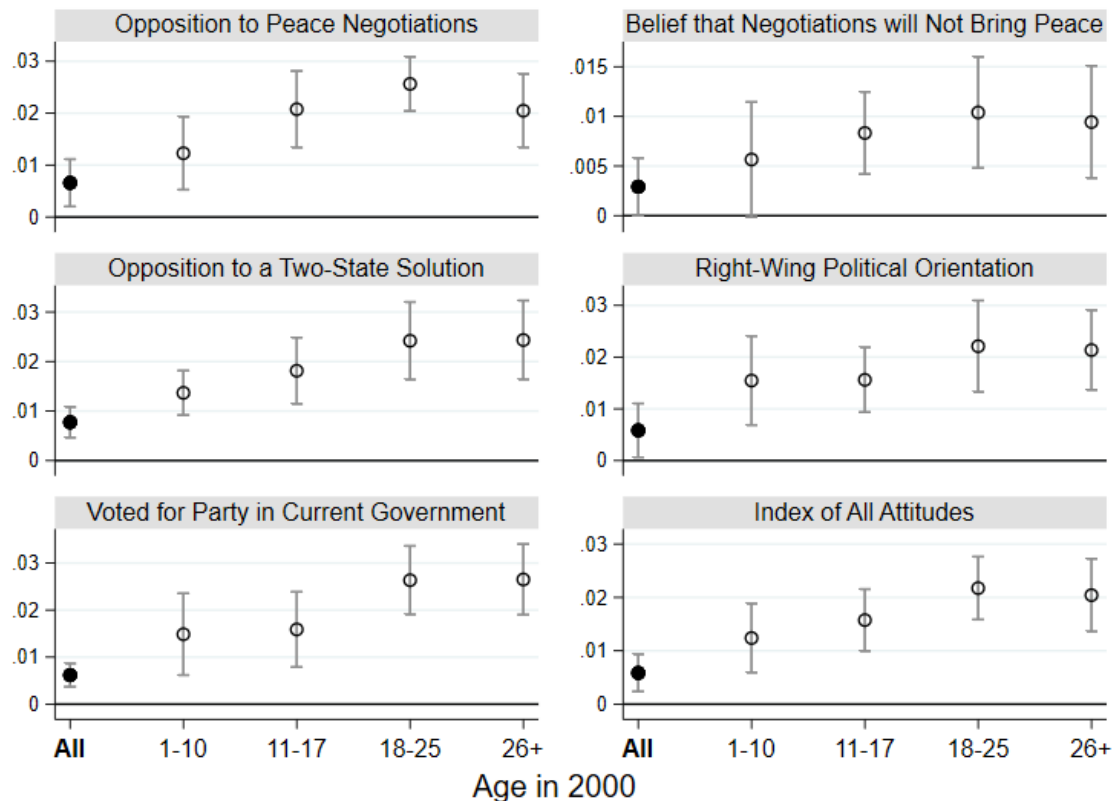 Opposition to Peace Negotiations
.03
.02
.01
0
Belief that Negotiations will Not Bring Peace
.015
.01
.005
0
Opposition to a Two-State Solution
.03
.02
.01
0
Right-Wing Political Orientation
.03
.02
.01
0
Voted for Party in Current Government
.03
.02
.01
0
All 1-10 11-17 18-25 26+
Index of All Attitudes
.03
.02
.01
0
All 1-10 11-17 18-25 26+
Age in 2000